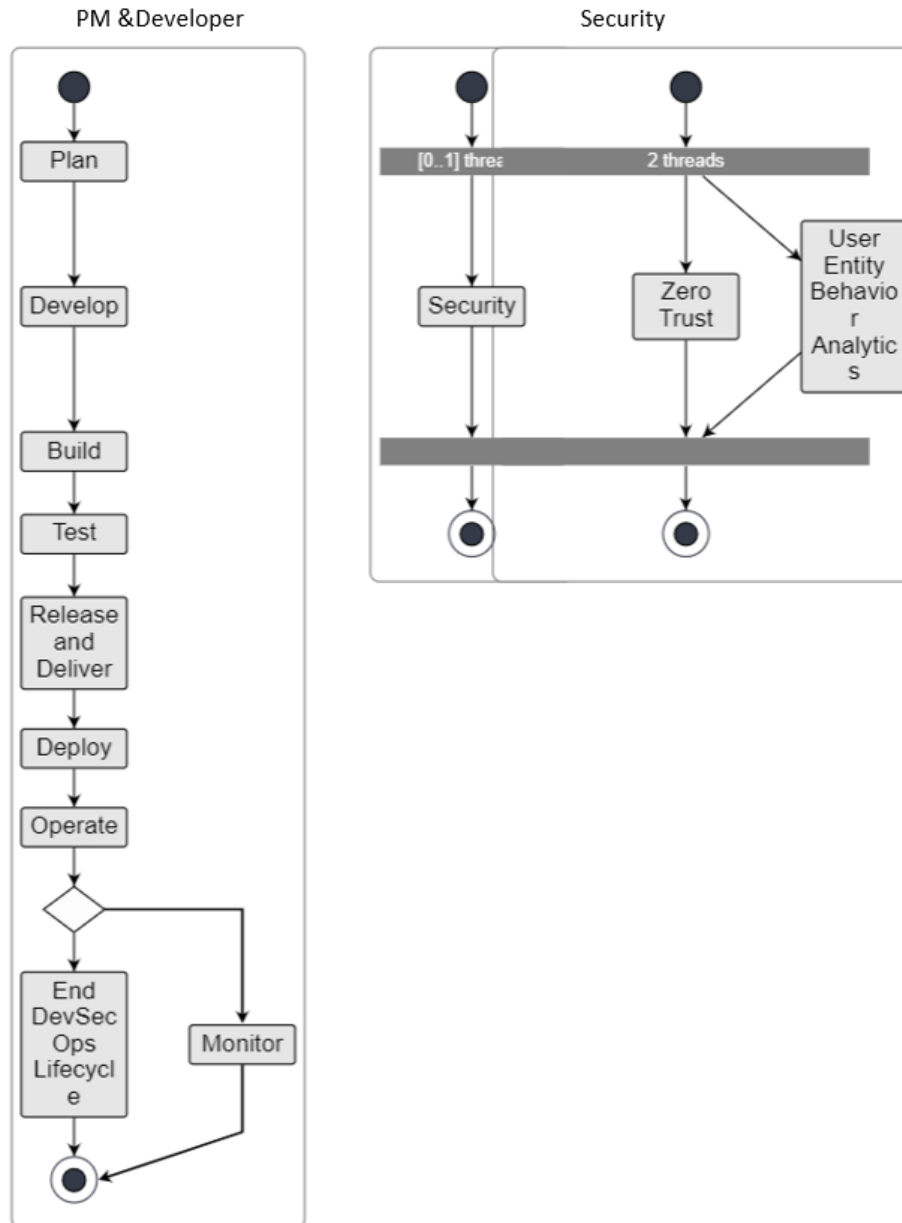 PM &Developer
Security
Plan
Develop
Build
Test
Release
and
Deliver
Deploy
Operate
End
DevSec
Ops
Lifecycl
e
Monitor
[0..1] threa
2 threads
Security
Zero
Trust
User
Entity
Behavio
r
Analytic
s